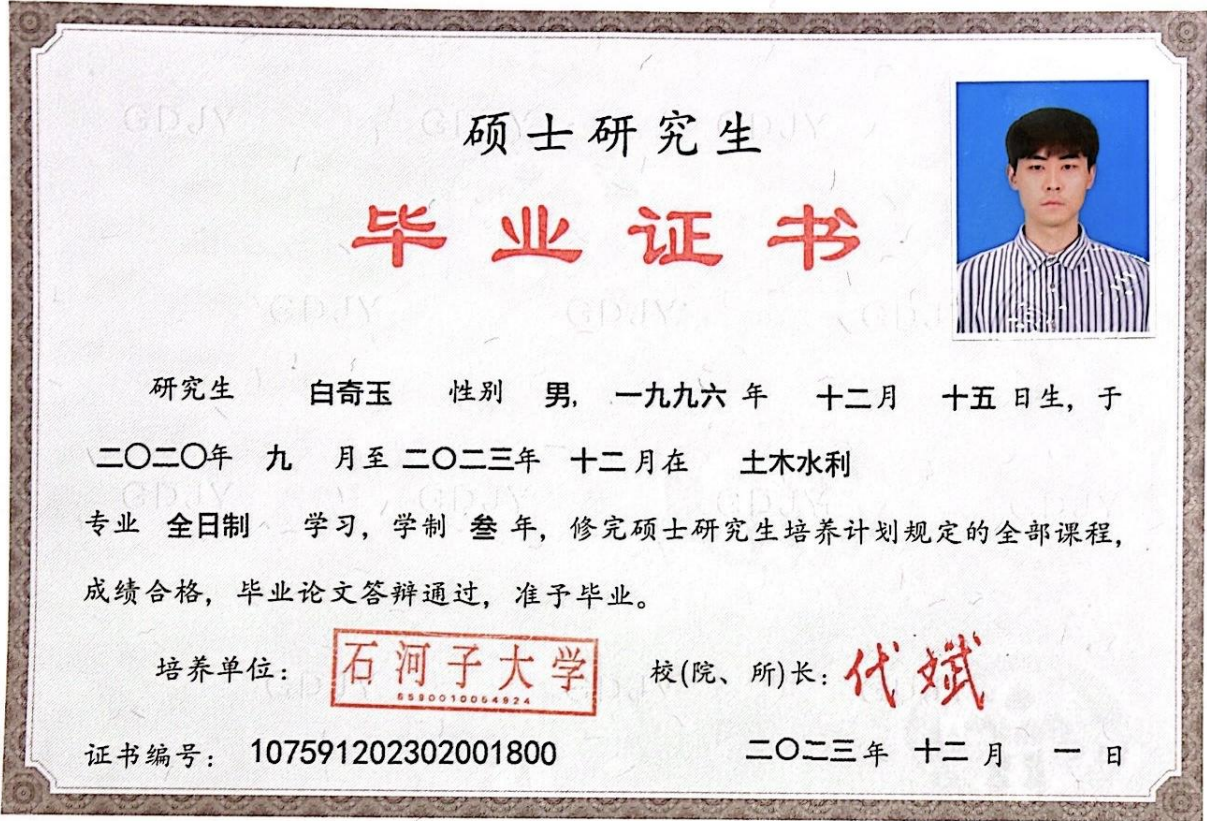 硕士研究生
毕业证书
研究生 白奇玉 性别 男, 一九九六 年 十二月 十五 日生, 于
二〇二〇年 九 月至 二〇二三年 十二 月在 土木水利
专业 全日制 学习, 学制 叁 年, 修完硕士研究生培养计划规定的全部课程,
成绩合格, 毕业论文答辩通过, 准予毕业。
培养单位: 石河子大学 校(院、所)长: 代斌
证书编号: 107591202302001800 二〇二三年 十二 月 一 日